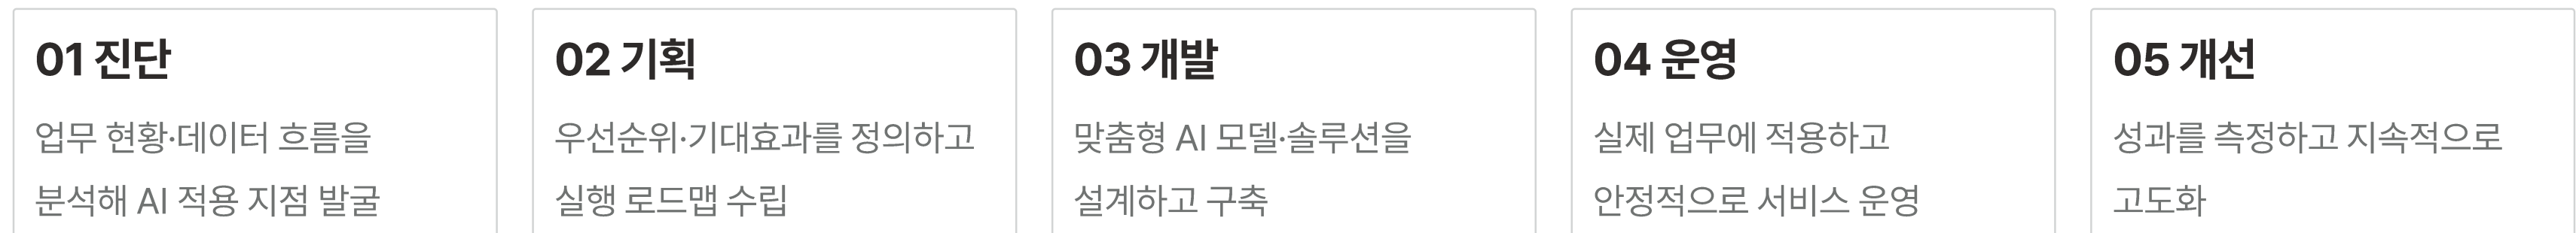 01 진단
업무 현황·데이터 흐름을
분석해 AI 적용 지점 발굴
02 기획
우선순위·기대효과를 정의하고
실행 로드맵 수립
03 개발
맞춤형 AI 모델·솔루션을
설계하고 구축
04 운영
실제 업무에 적용하고
안정적으로 서비스 운영
05 개선
성과를 측정하고 지속적으로
고도화